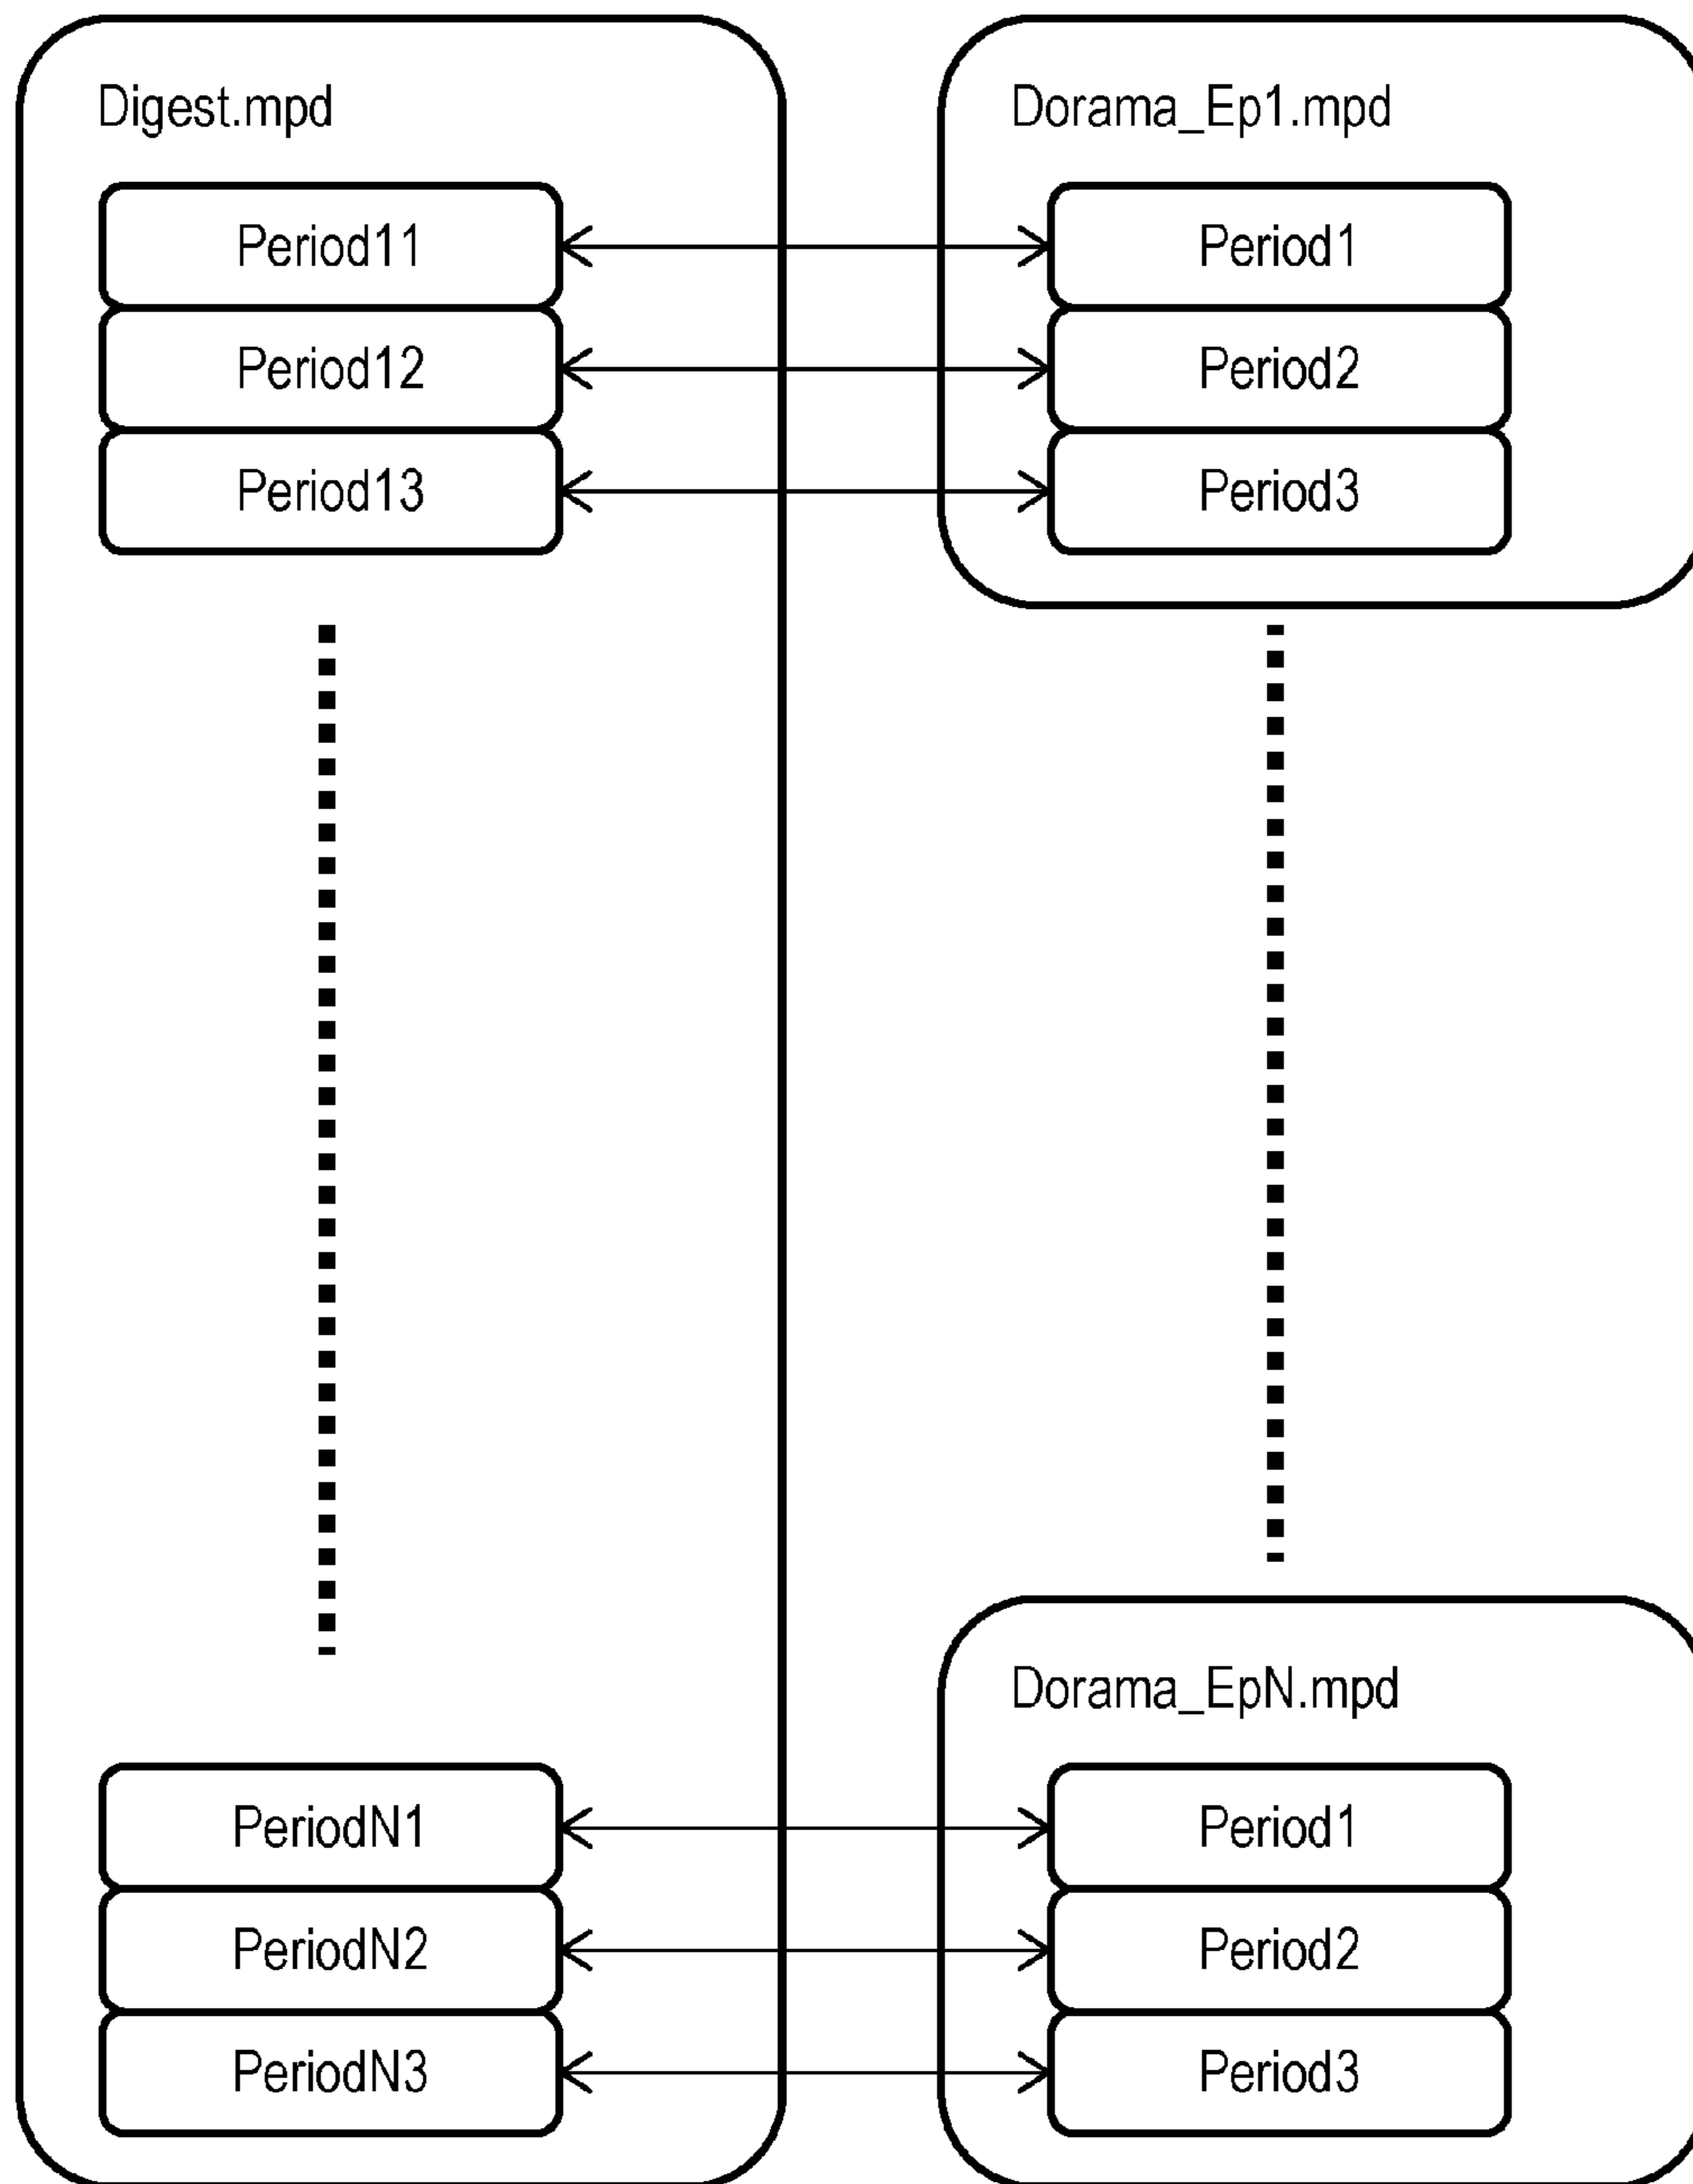 Digest.mpd
Period11
Period12
Period13
PeriodN1
PeriodN2
PeriodN3
Dorama_Ep1.mpd
Period1
Period2
Period3
Dorama_EpN.mpd
Period1
Period2
Period3